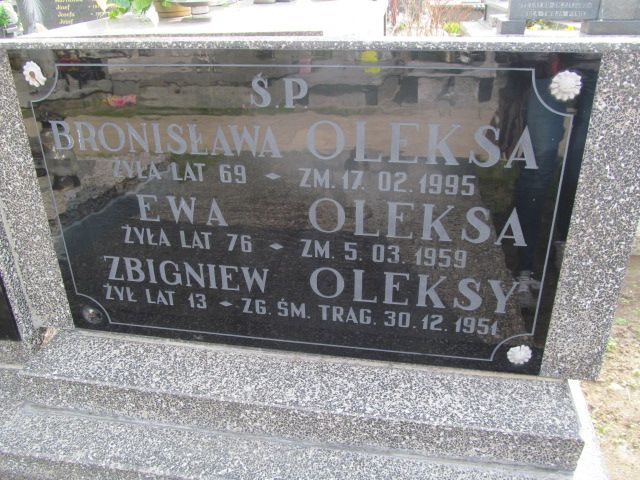 Ś.P
BRONISŁAWA OLEKSA
ŻYŁA LAT 69 - ZM. 17. 02. 1995
EWA OLEKSA
ŻYŁA LAT 76 - ZM. 5. 03. 1959
ZBIGNIEW OLEKSY
ŻYŁ LAT 13 - ZG. ŚM. TRAG. 30. 12. 1951